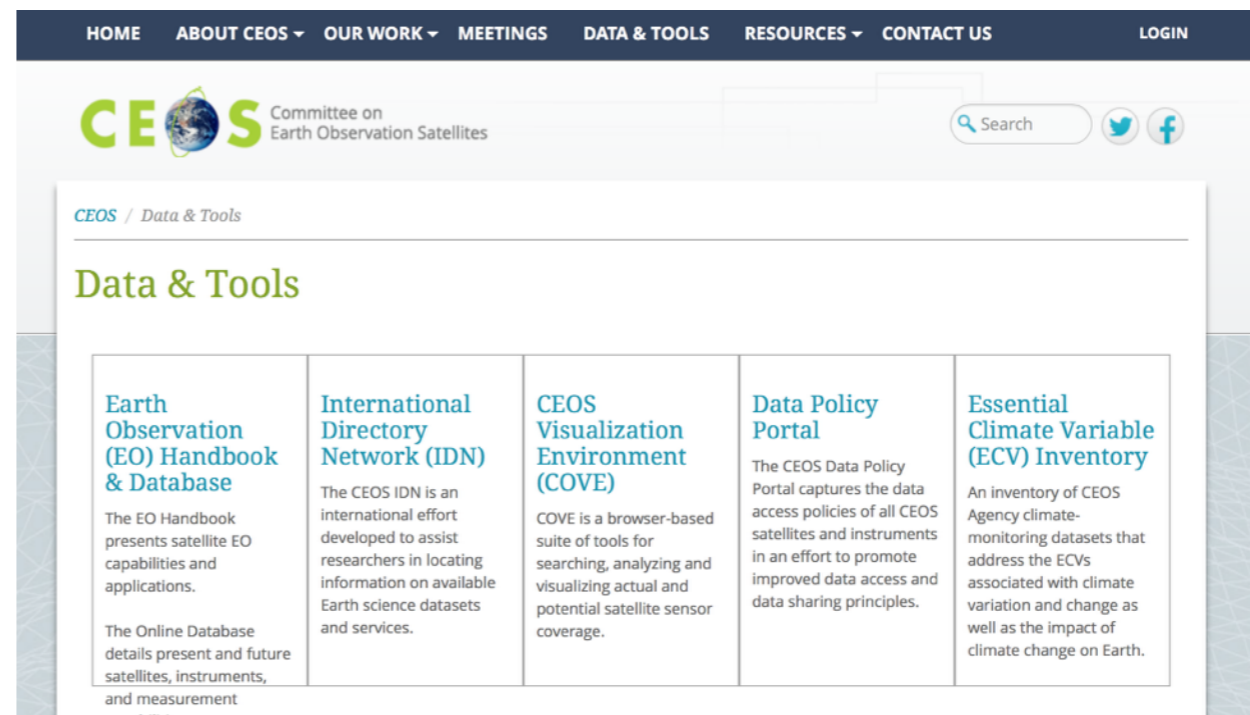 HOME ABOUT CEOS OUR WORK MEETINGS DATA & TOOLS RESOURCES CONTACT US LOGIN
CEOS
Committee on
Earth Observation Satellites
Search
CEOS / Data & Tools
Data & Tools
Earth
Observation
(EO) Handbook
& Database
The EO Handbook
presents satellite EO
capabilities and
applications.
The Online Database
details present and future
satellites, instruments,
and measurement
International
Directory
Network (IDN)
The CEOS IDN is an
international effort
developed to assist
researchers in locating
information on available
Earth science datasets
and services.
CEOS
Visualization
Environment
(COVE)
COVE is a browser-based
suite of tools for
searching, analyzing and
visualizing actual and
potential satellite sensor
coverage.
Data Policy
Portal
The CEOS Data Policy
Portal captures the data
access policies of all CEOS
satellites and instruments
in an effort to promote
improved data access and
data sharing principles.
Essential
Climate Variable
(ECV) Inventory
An inventory of CEOS
Agency climate-
monitoring datasets that
address the ECVs
associated with climate
variation and change as
well as the impact of
climate change on Earth.